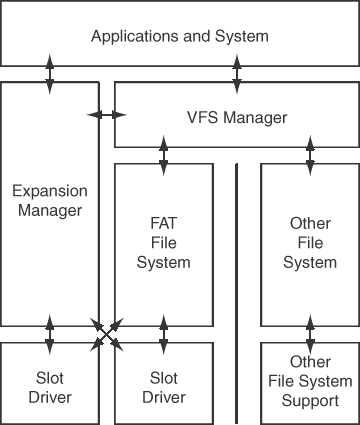 Applications and System
VFS Manager
Expansion
Manager
FAT
File
System
Other
File
System
Slot
Driver
Slot
Driver
Other
File System
Support